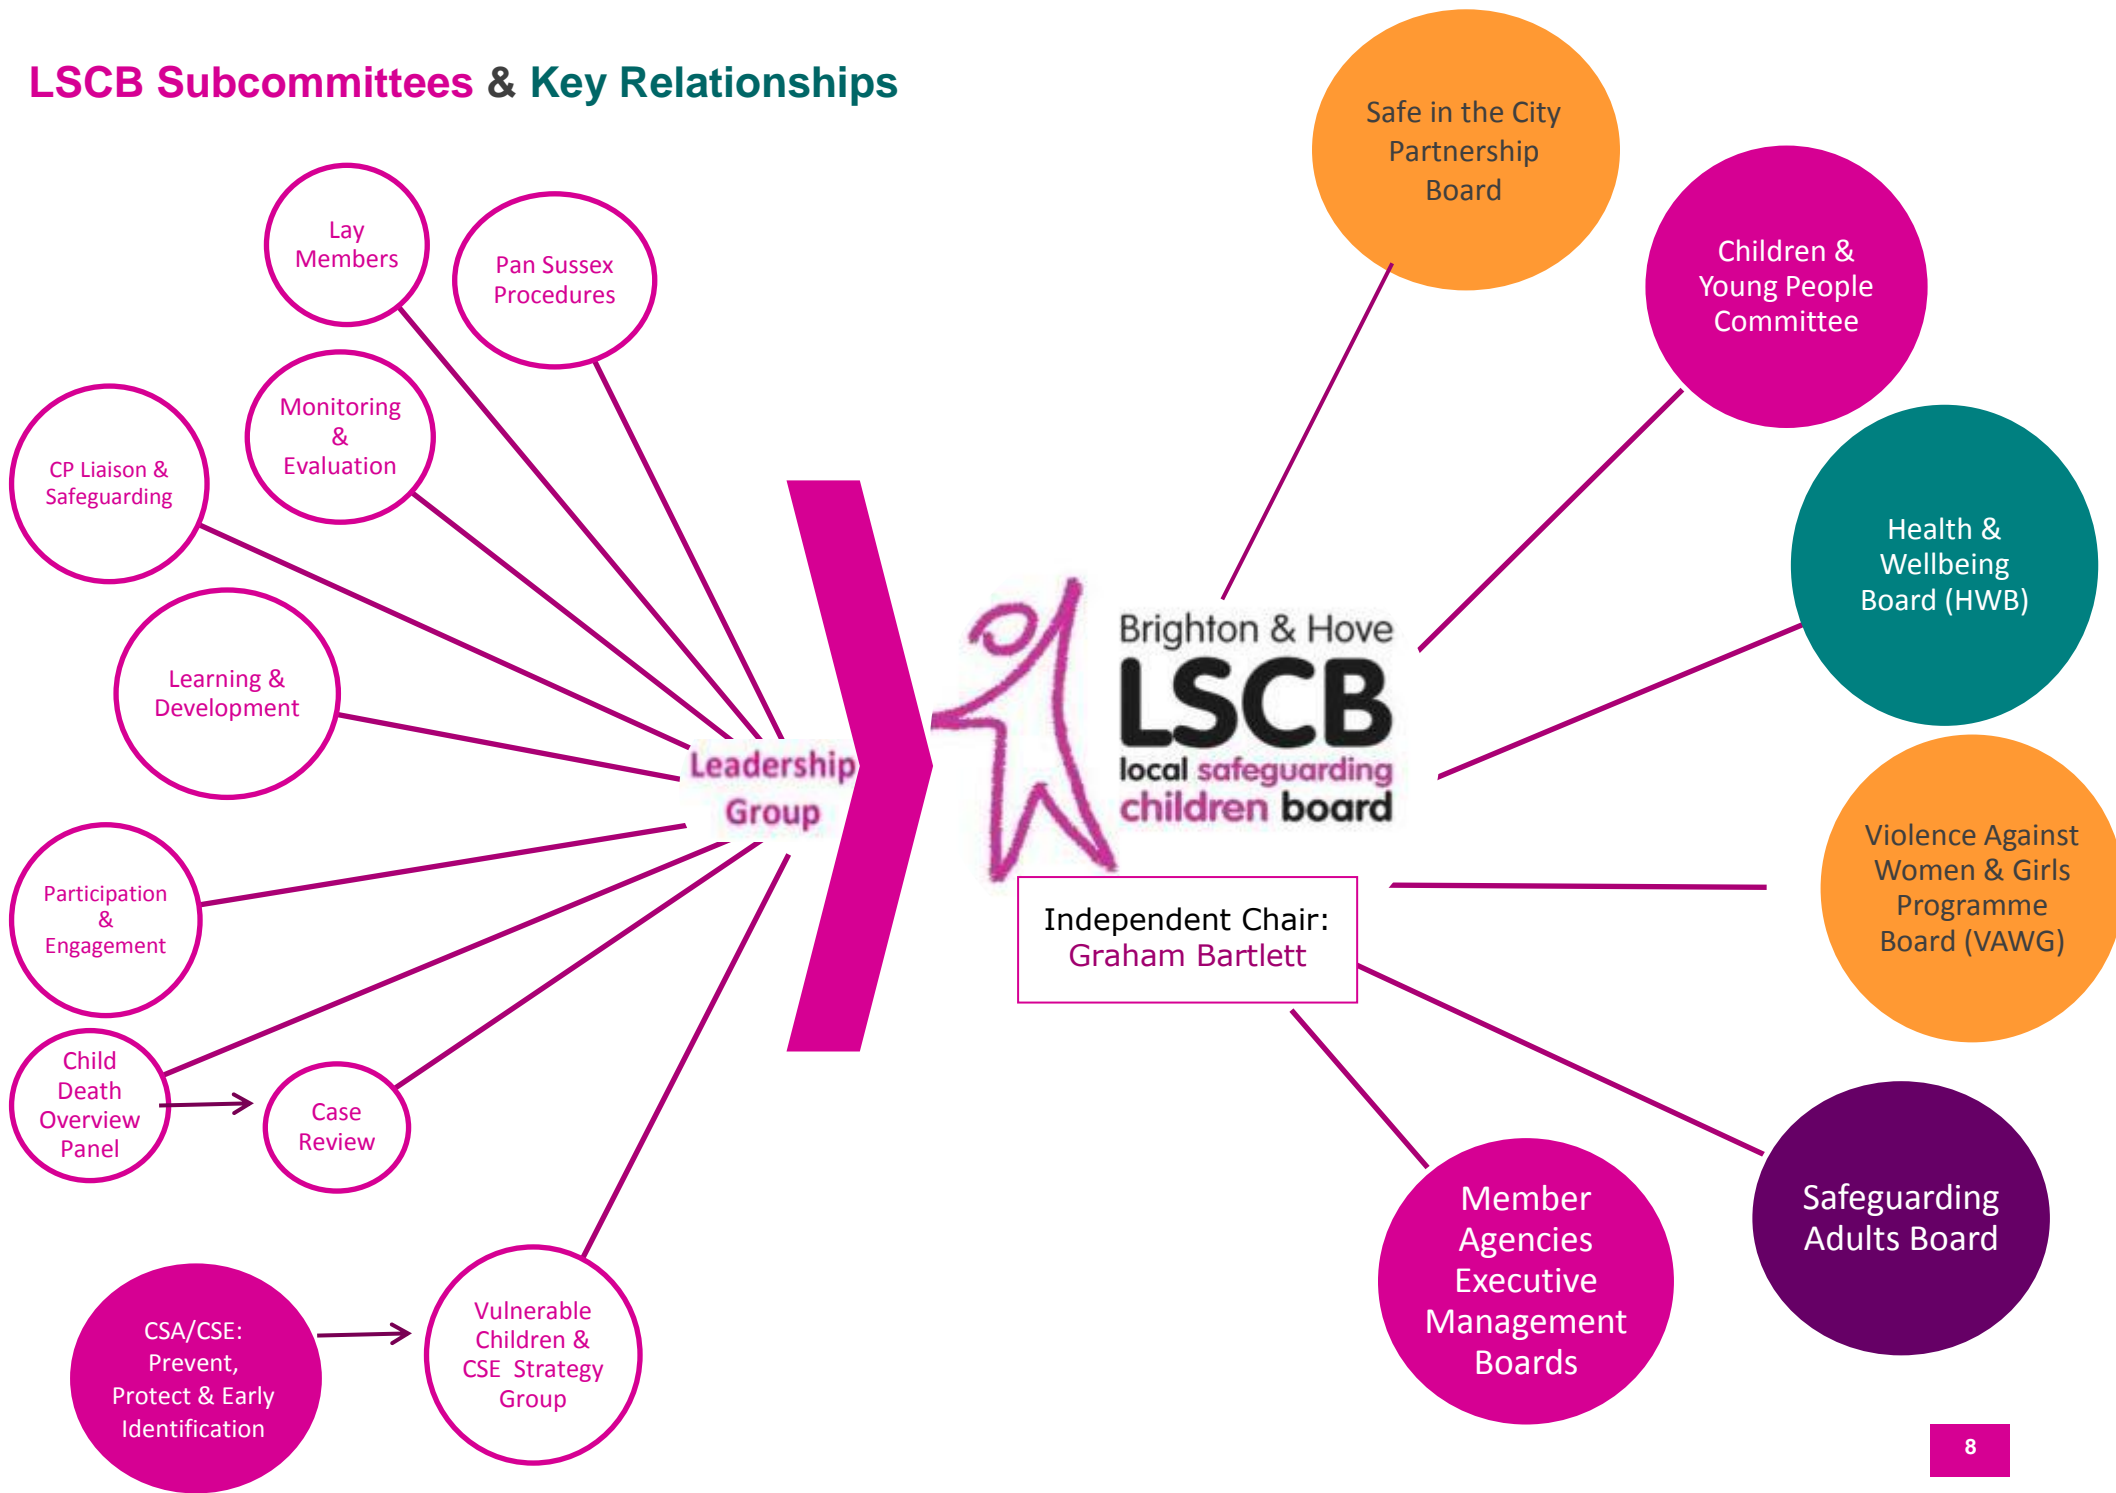 LSCB Subcommittees & Key Relationships
Lay
Members
Pan Sussex
Procedures
Monitoring
&
Evaluation
CP Liaison &
Safeguarding
Learning &
Development
Participation
&
Engagement
Child
Death
Overview
Panel
Case
Review
CSA/CSE:
Prevent,
Protect & Early
Identification
Vulnerable
Children &
CSE Strategy
Group
Leadership
Group
Brighton & Hove
LSCB
local safeguarding
children board
Independent Chair:
Graham Bartlett
Safe in the City
Partnership
Board
Children &
Young People
Committee
Health &
Wellbeing
Board (HWB)
Violence Against
Women & Girls
Programme
Board (VAWG)
Safeguarding
Adults Board
Member
Agencies
Executive
Management
Boards
8